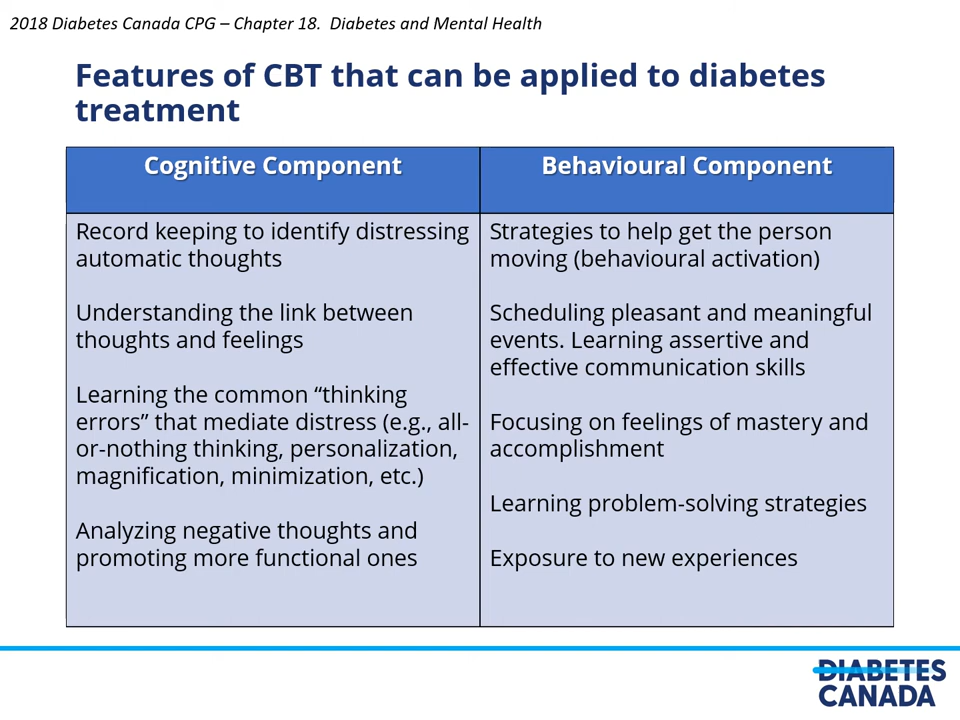 2018 Diabetes Canada CPG – Chapter 18.  Diabetes and Mental Health
Features of CBT that can be applied to diabetes
treatment
Cognitive Component
Record keeping to identify distressing
automatic thoughts
Understanding the link between
thoughts and feelings
Learning the common “thinking
errors” that mediate distress (e.g., all-
or-nothing thinking, personalization,
magnification, minimization, etc.)
Analyzing negative thoughts and
promoting more functional ones
Behavioural Component
Strategies to help get the person
moving (behavioural activation)
Scheduling pleasant and meaningful
events. Learning assertive and
effective communication skills
Focusing on feelings of mastery and
accomplishment
Learning problem-solving strategies
Exposure to new experiences
DIABETES
CANADA